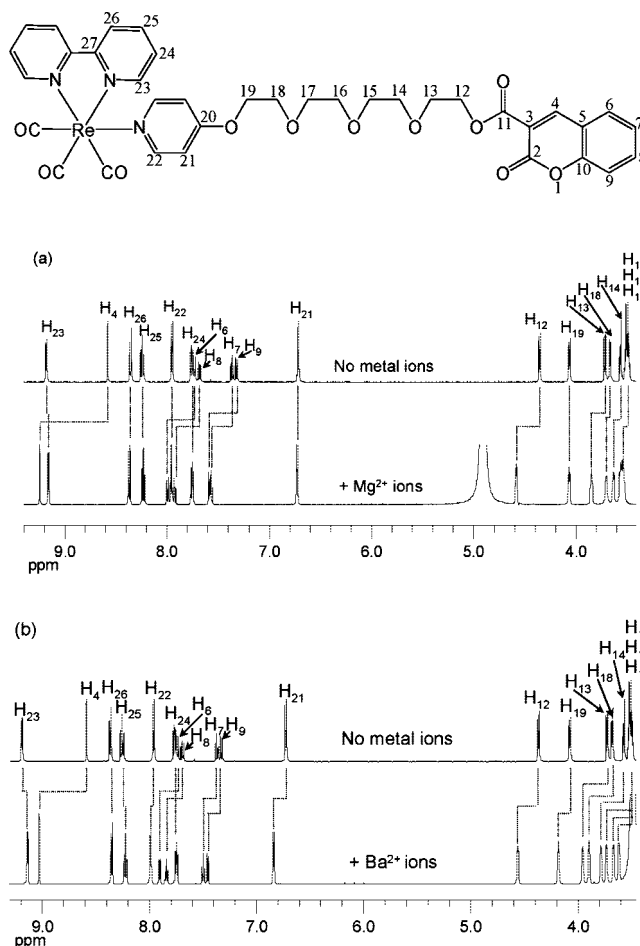 26
25
27
24
23
N
N
N
OC
Re
OC
CO
22
21
20
O
19
18
O
17
16
O
15
14
O
13
12
O
O
11
3
4
5
6
7
2
O
O
1
10
9
(a)
H23
H4
H26
H25
H22
H24
H6
H8
H7
H9
H21
H12
H19
H13
H18
H14
No metal ions
+ Mg2+ ions
9.0 8.0 7.0 6.0 5.0 4.0
ppm
(b)
H23
H4
H26
H25
H22
H24
H6
H8
H7
H9
H21
H12
H19
H13
H18
H14
No metal ions
+ Ba2+ ions
9.0 8.0 7.0 6.0 5.0 4.0
ppm